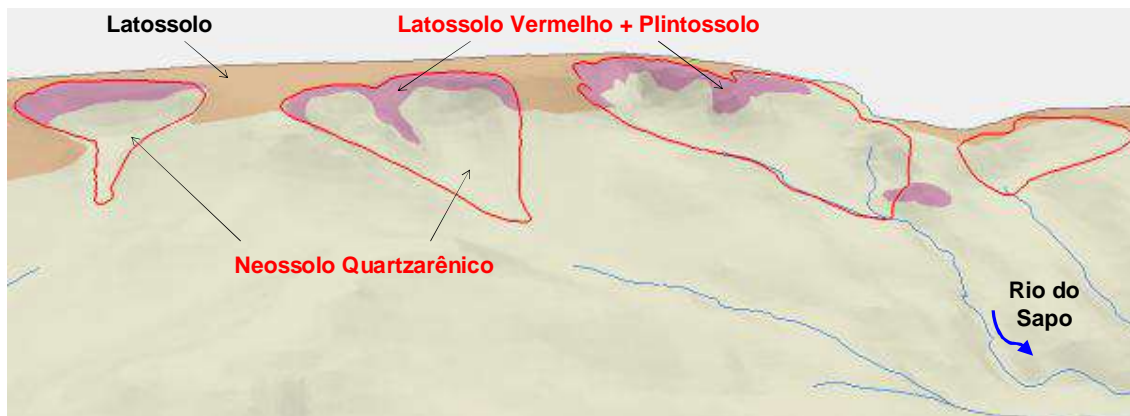 Latossolo
Latossolo Vermelho + Plintossolo
Neossolo Quartzarênico
Rio do
Sapo